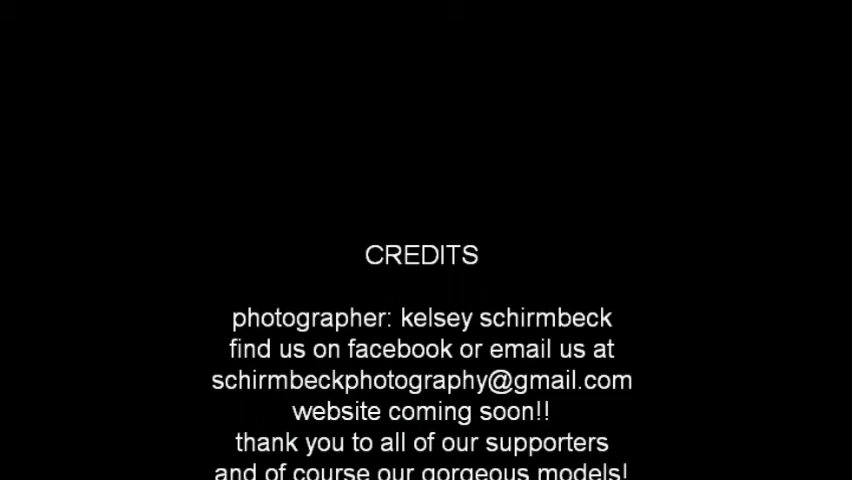 CREDITS
photographer: kelsey schirmbeck
find us on facebook or email us at
schirmbeckphotography@gmail.com
website coming soon!!
thank you to all of our supporters
and of course our gorgeous models!